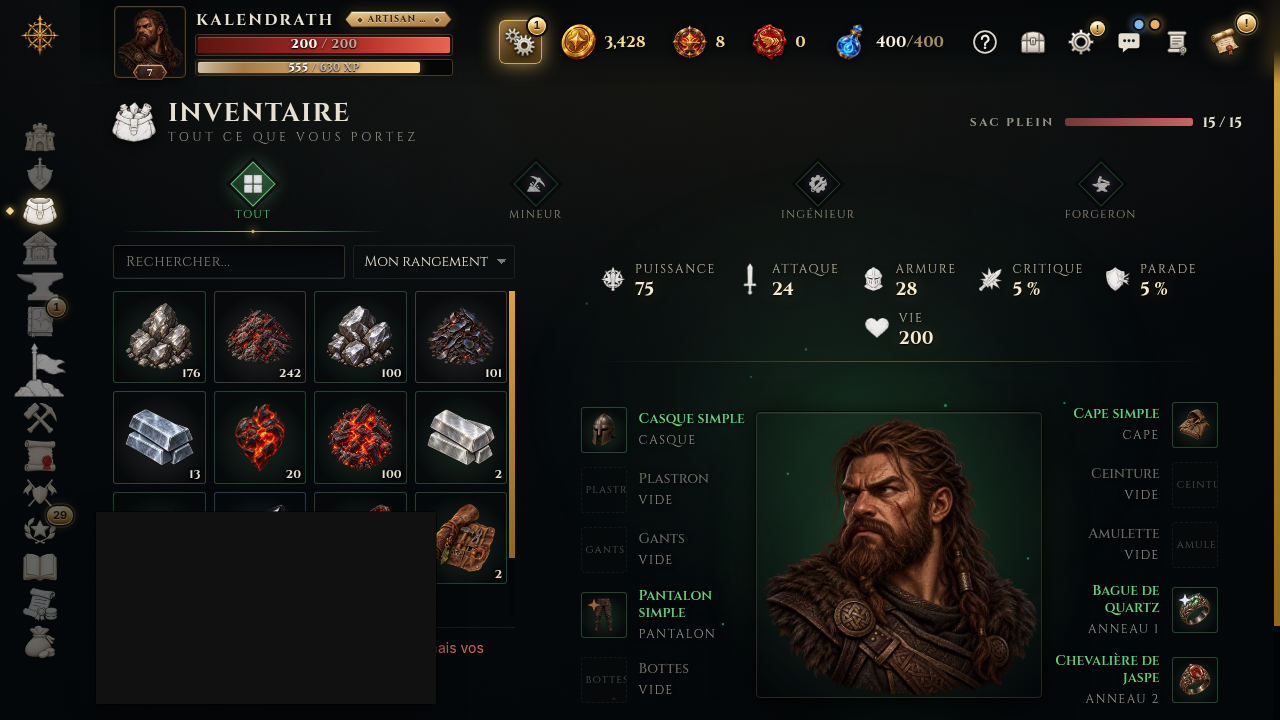 KALENDRATH
ARTISAN ...
200 / 200
555 / 630 XP
7
1
3,428
8
0
400/400
!
!
INVENTAIRE
TOUT CE QUE VOUS PORTEZ
SAC PLEIN
15 / 15
TOUT
MINEUR
INGÉNIEUR
FORGERON
RECHERCHER...
MON RANGEMENT
176
242
100
101
13
20
100
2
2
ais vos
1
29
PUISSANCE
75
ATTAQUE
24
ARMURE
28
CRITIQUE
5 %
PARADE
5 %
VIE
200
CASQUE SIMPLE
CASQUE
PLASTR
PLASTRON
VIDE
GANTS
GANTS
VIDE
PANTALON
SIMPLE
PANTALON
BOTTES
BOTTES
VIDE
CAPE SIMPLE
CAPE
CEINTURE
VIDE
CEINTU
AMULETTE
VIDE
AMULE
BAGUE DE
QUARTZ
ANNEAU 1
CHEVALIÈRE DE
JASPE
ANNEAU 2